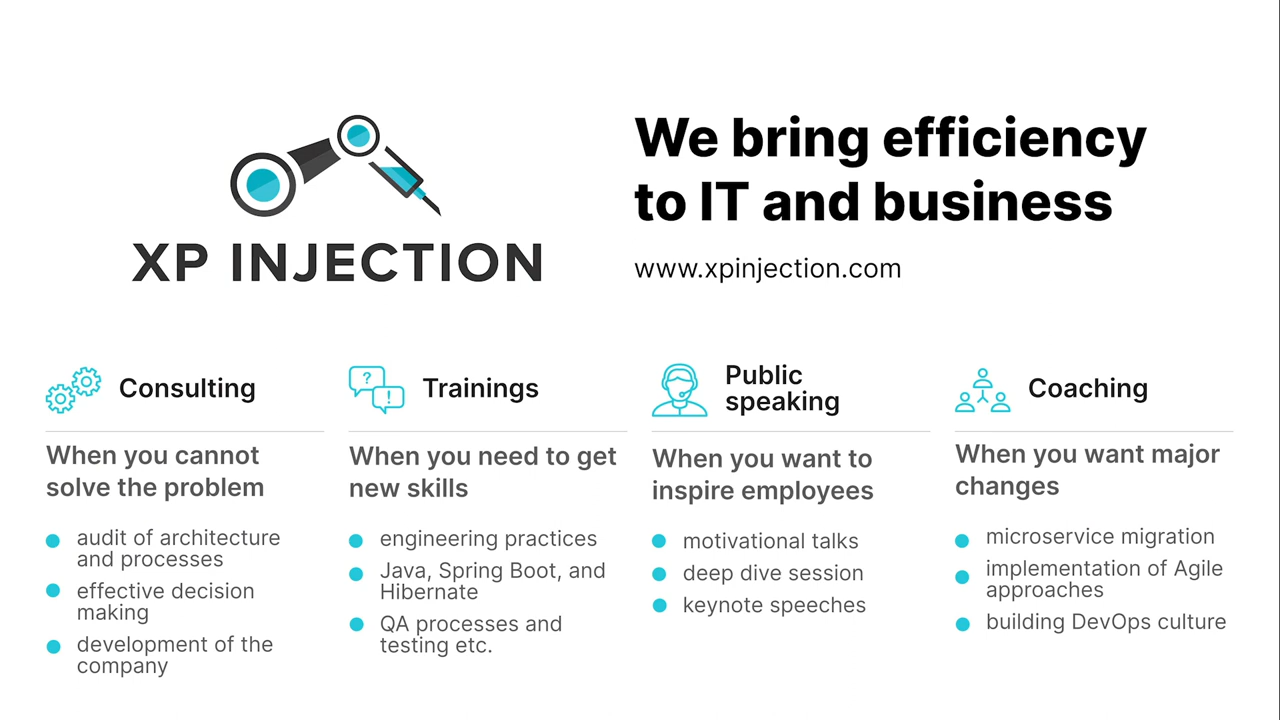 XP INJECTION
We bring efficiency
to IT and business
www.xpinjection.com
Consulting
When you cannot
solve the problem
audit of architecture
and processes
effective decision
making
development of the
company
? !
Trainings
When you need to get
new skills
engineering practices
Java, Spring Boot, and
Hibernate
QA processes and
testing etc.
Public
speaking
When you want to
inspire employees
motivational talks
deep dive session
keynote speeches
Coaching
When you want major
changes
microservice migration
implementation of Agile
approaches
building DevOps culture